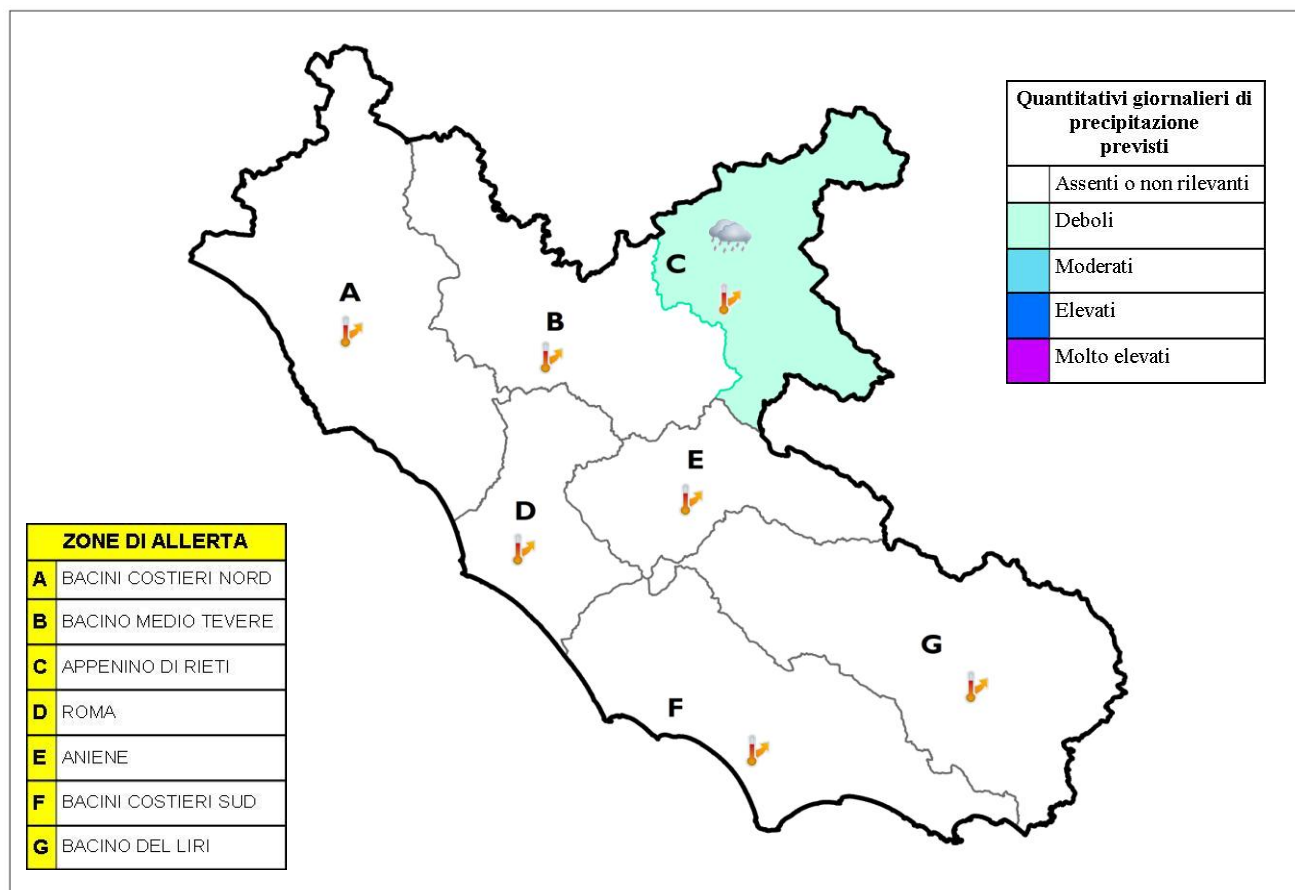 Quantitativi giornalieri di
precipitazione
previsti
Assenti o non rilevanti
Deboli
Moderati
Elevati
Molto elevati
A
B
C
D
E
F
G
ZONE DI ALLERTA
A BACINI COSTIERI NORD
B BACINO MEDIO TEVERE
C APPENINO DI RIETI
D ROMA
E ANIENE
F BACINI COSTIERI SUD
G BACINO DEL LIRI